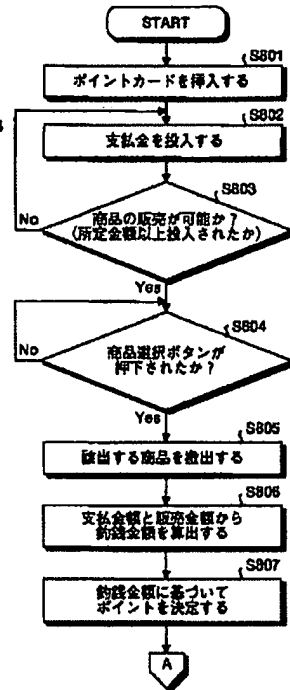 START
S801
ポイントカードを挿入する
S802
支払金を投入する
S803
商品の販売が可能か?
(所定金額以上投入されたか)
No
Yes
S804
商品選択ボタンが
押下されたか?
No
Yes
S805
該当する商品を搬出する
S806
支払金額と販売金額から
釣銭金額を算出する
S807
釣銭金額に基づいて
ポイントを決定する
A